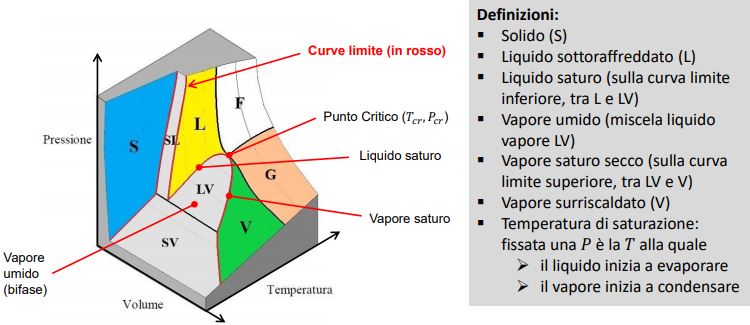 Curve limite (in rosso)
F
Punto Critico (T_cr, P_cr)
Pressione
S
SL
L
Liquido saturo
G
LV
Vapore saturo
V
SV
Vapore
umido
(bifase)
Volume
Temperatura
Definizioni:
▪ Solido (S)
▪ Liquido sottoraffreddato (L)
▪ Liquido saturo (sulla curva limite
inferiore, tra L e LV)
▪ Vapore umido (miscela liquido
vapore LV)
▪ Vapore saturo secco (sulla curva
limite superiore, tra LV e V)
▪ Vapore surriscaldato (V)
▪ Temperatura di saturazione:
fissata una P è la T alla quale
➢ il liquido inizia a evaporare
➢ il vapore inizia a condensare